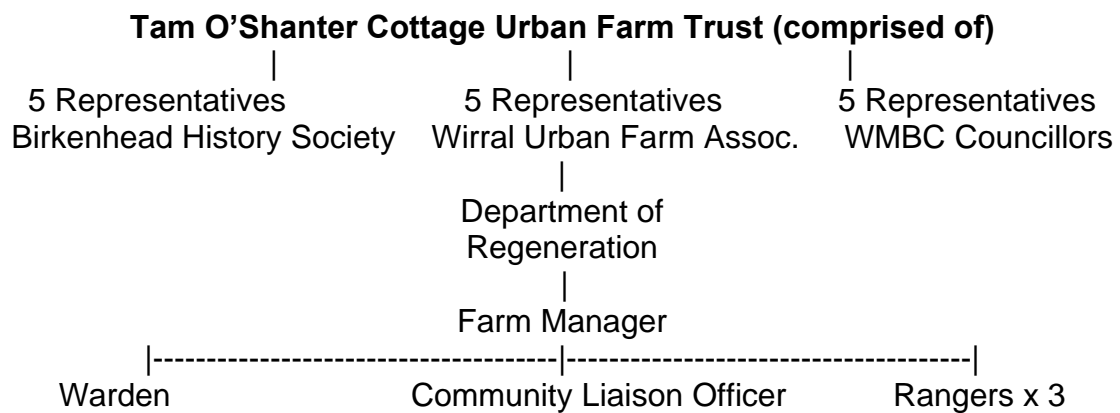 Tam O’Shanter Cottage Urban Farm Trust (comprised of)
| | |
5 Representatives 5 Representatives 5 Representatives
Birkenhead History Society Wirral Urban Farm Assoc. WMBC Councillors
|
Department of
Regeneration
|
Farm Manager
|--------------------------------------|--------------------------------------|
Warden Community Liaison Officer Rangers x 3